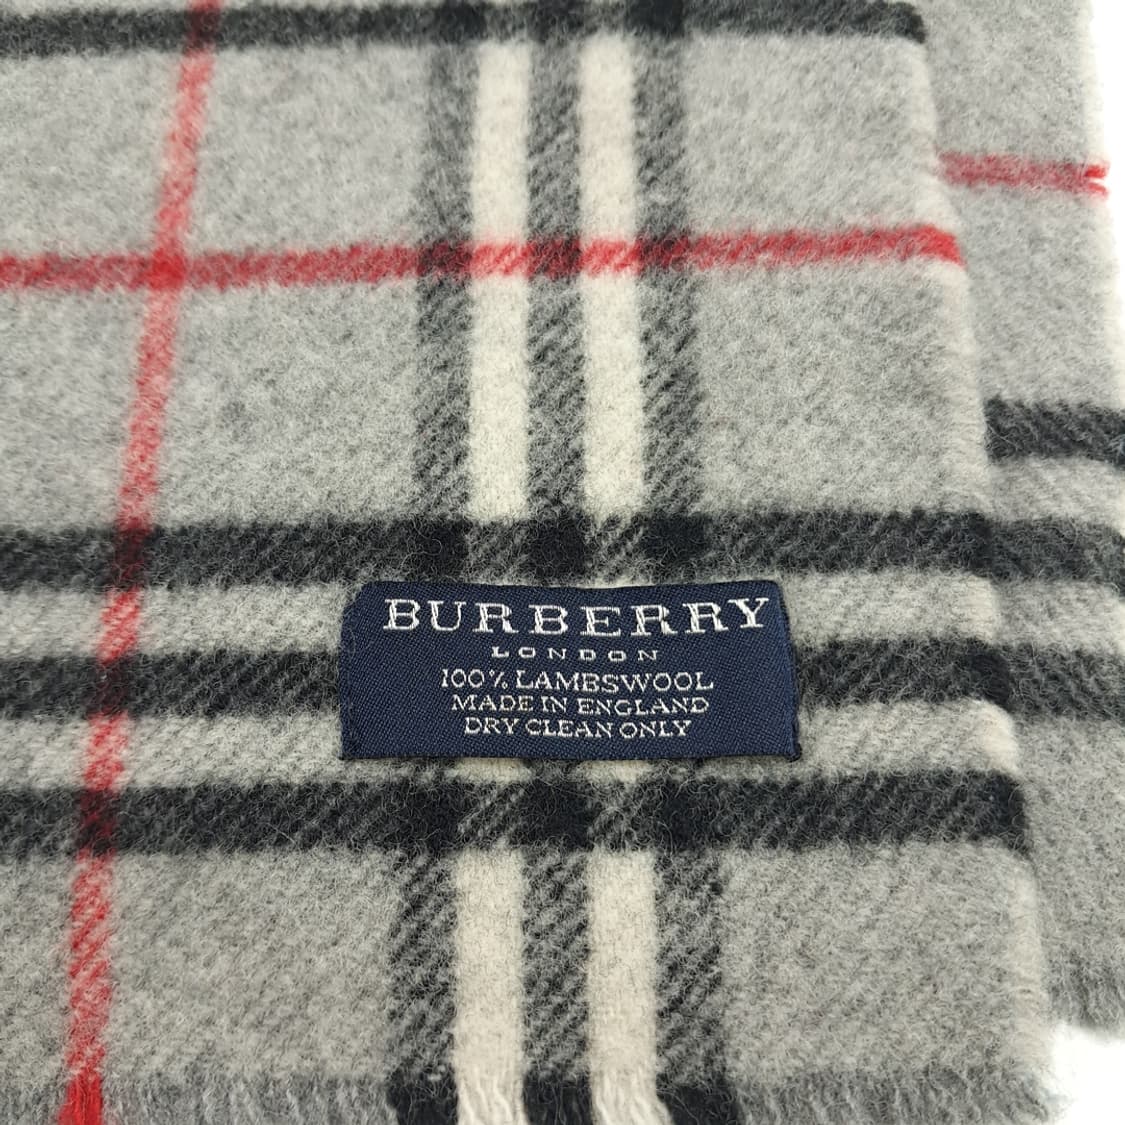 BURBERRY
LONDON
100% LAMBSWOOL
MADE IN ENGLAND
DRY CLEAN ONLY